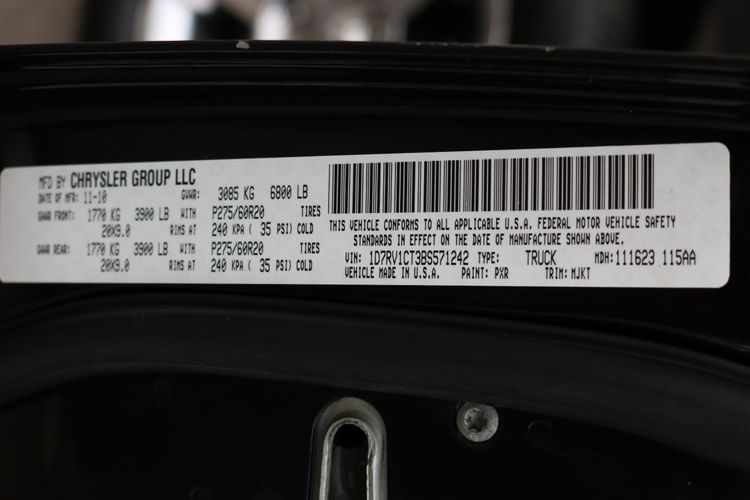 MFD BY CHRYSLER GROUP LLC
DATE OF MFR: 11-10 GVWR: 3085 KG 6800 LB
GAWR FRONT: 1770 KG 3900 LB WITH P275/60R20 TIRES
20X9.0 RIMS AT 240 KPA ( 35 PSI) COLD
GAWR REAR: 1770 KG 3900 LB WITH P275/60R20 TIRES
20X9.0 RIMS AT 240 KPA ( 35 PSI) COLD
THIS VEHICLE CONFORMS TO ALL APPLICABLE U.S.A. FEDERAL MOTOR VEHICLE SAFETY
STANDARDS IN EFFECT ON THE DATE OF MANUFACTURE SHOWN ABOVE.
VIN: 1D7RV1CT3BS571242 TYPE: TRUCK MDH: 111623 115AA
VEHICLE MADE IN U.S.A. PAINT: PXR TRIM: MJKT